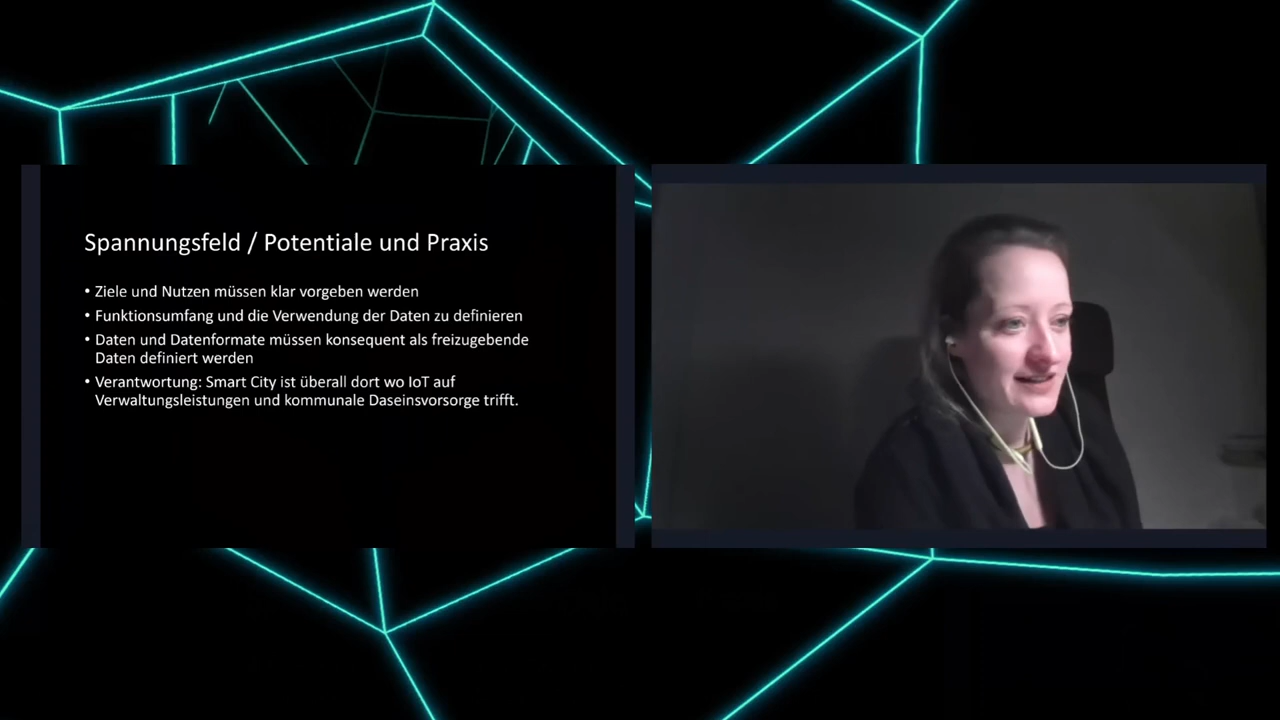 Spannungsfeld / Potentiale und Praxis
• Ziele und Nutzen müssen klar vorgeben werden
• Funktionsumfang und die Verwendung der Daten zu definieren
• Daten und Datenformate müssen konsequent als freizugebende
Daten definiert werden
• Verantwortung: Smart City ist überall dort wo IoT auf
Verwaltungsleistungen und kommunale Daseinsvorsorge trifft.